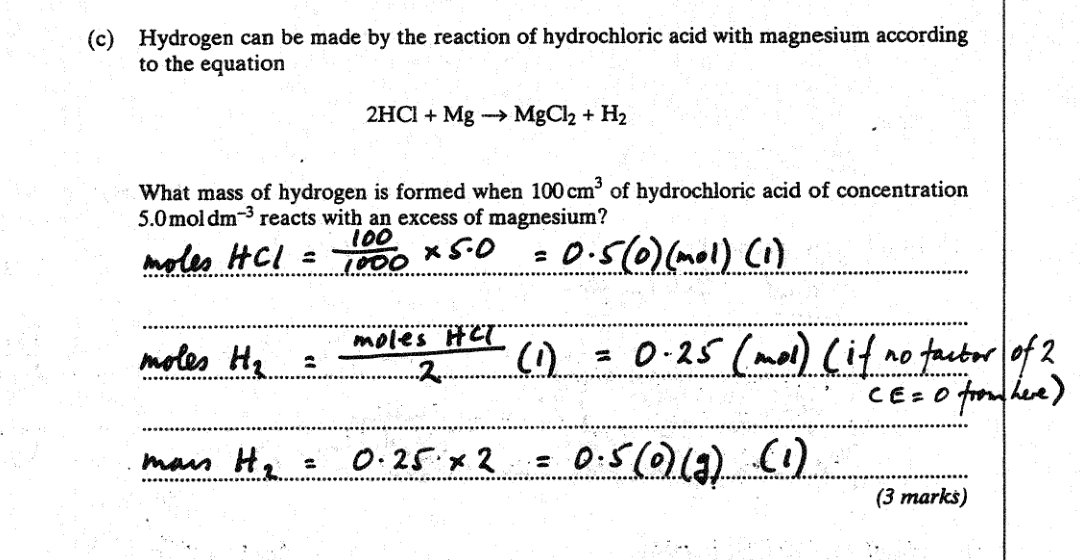 (c) Hydrogen can be made by the reaction of hydrochloric acid with magnesium according
to the equation
2HCl + Mg → MgCl₂ + H₂
What mass of hydrogen is formed when 100 cm³ of hydrochloric acid of concentration
5.0 mol dm⁻³ reacts with an excess of magnesium?
moles HCl = 100/1000 × 5.0 = 0.5(0)(mol) (1)
moles H₂ = moles HCl/2 (1) = 0.25 (mol) (if no factor of 2
CE = 0 from here)
mass H₂ = 0.25 × 2 = 0.5(0)(g) (1)
(3 marks)